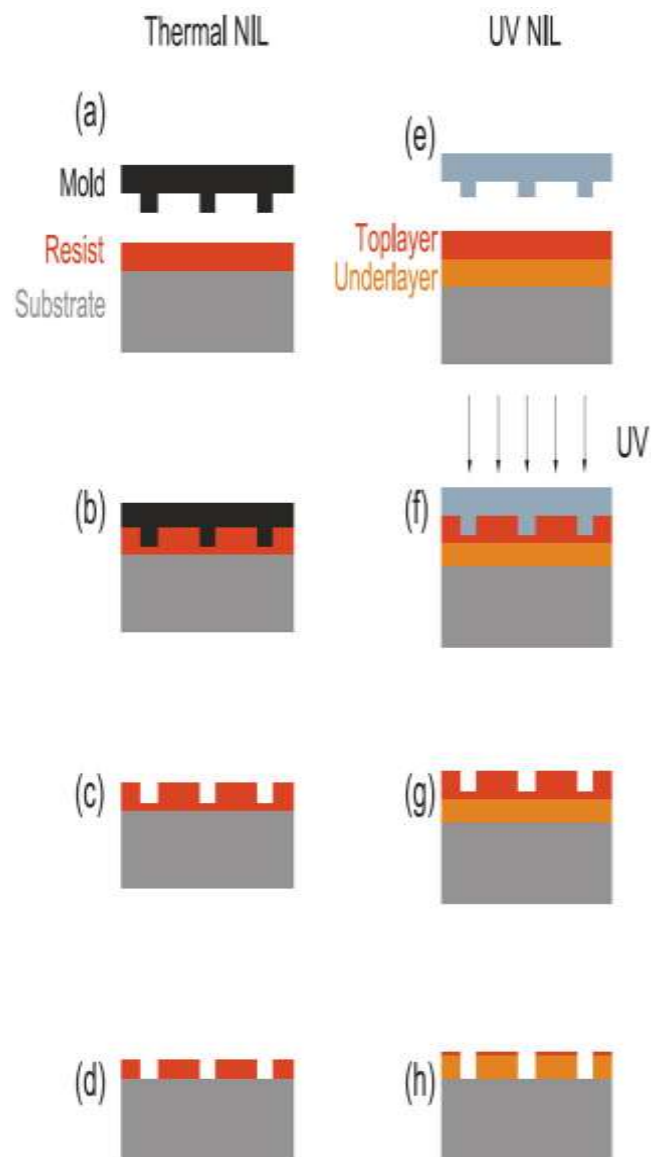 Thermal NIL
UV NIL
(a)
Mold
Resist
Substrate
(e)
Toplayer
Underlayer
UV
(b)
(f)
(c)
(g)
(d)
(h)